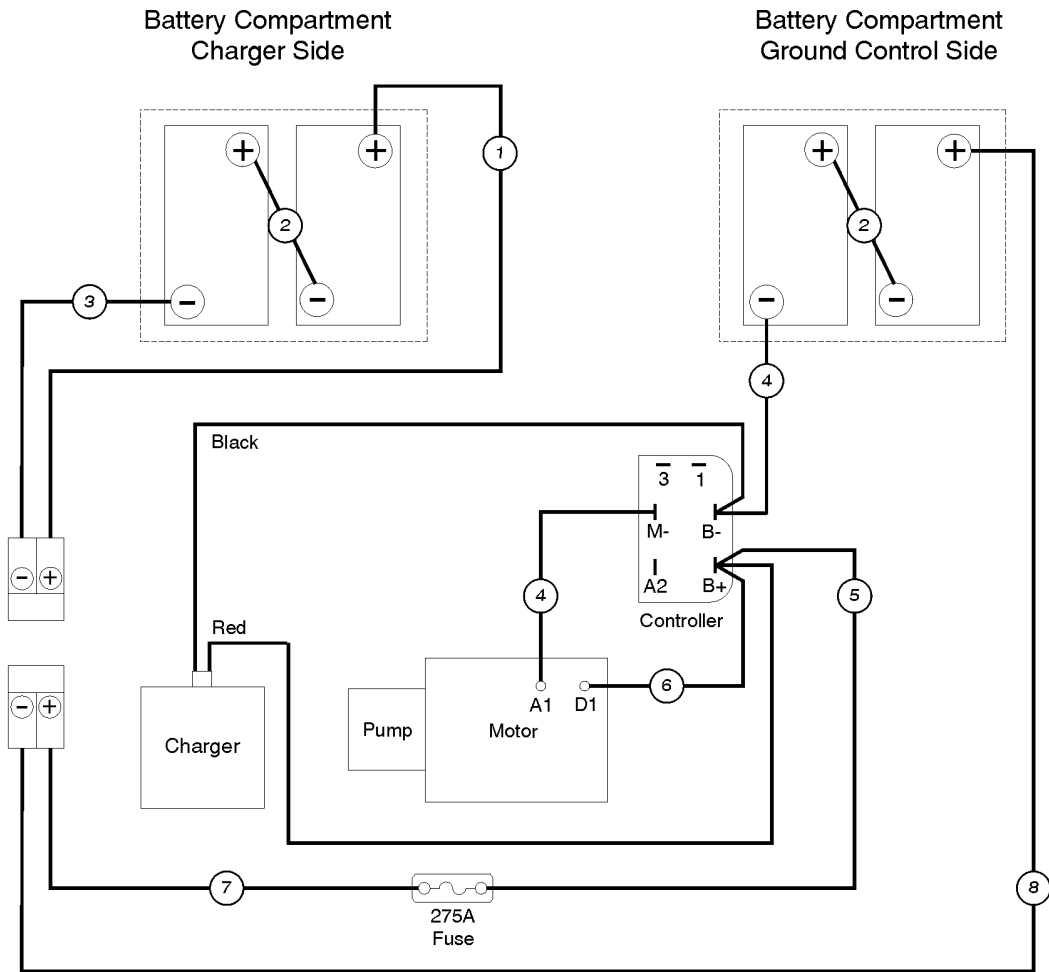 Battery Compartment
Charger Side
Battery Compartment
Ground Control Side
+
+
1
+
+
2
2
3
-
-
-
-
4
Black
3
1
M-
B-
-
+
A2
B+
4
5
Controller
Red
6
-
+
A1
D1
Pump
Motor
Charger
7
8
275A
Fuse